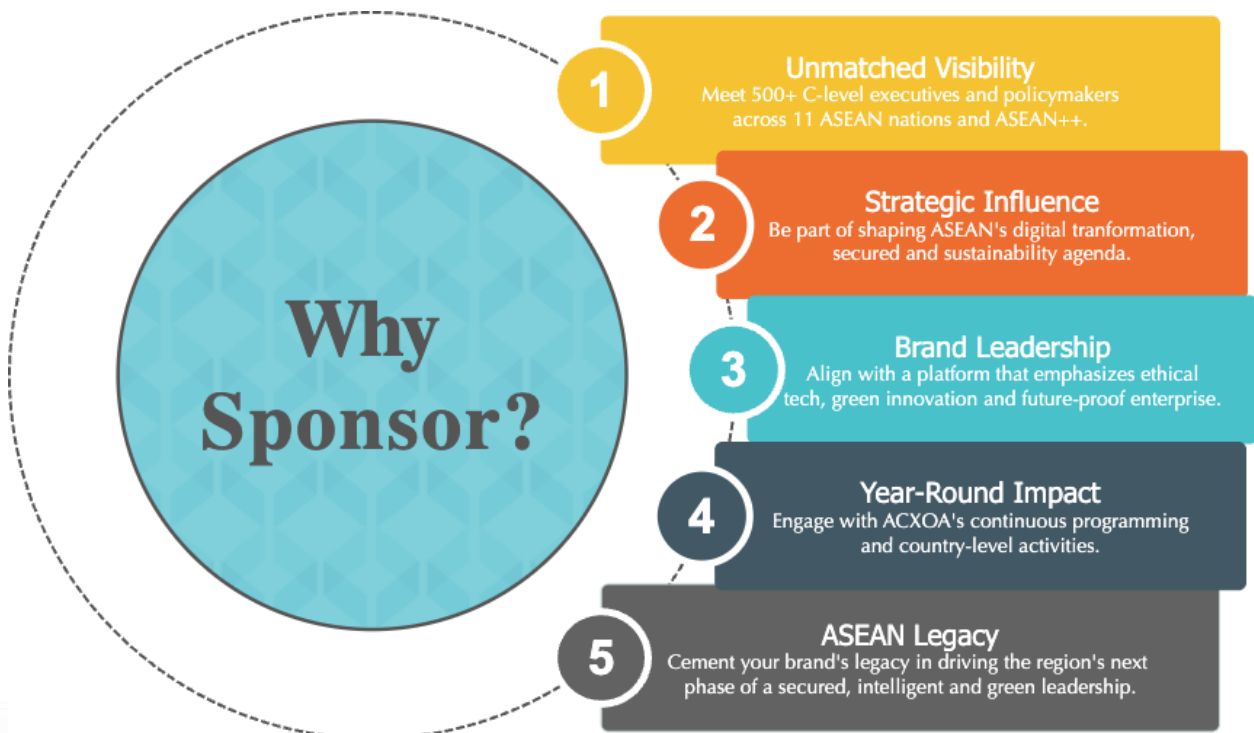 Why
Sponsor?
1
Unmatched Visibility
Meet 500+ C-level executives and policymakers
across 11 ASEAN nations and ASEAN++.
2
Strategic Influence
Be part of shaping ASEAN's digital tranformation,
secured and sustainability agenda.
3
Brand Leadership
Align with a platform that emphasizes ethical
tech, green innovation and future-proof enterprise.
4
Year-Round Impact
Engage with ACXOA's continuous programming
and country-level activities.
5
ASEAN Legacy
Cement your brand's legacy in driving the region's next
phase of a secured, intelligent and green leadership.